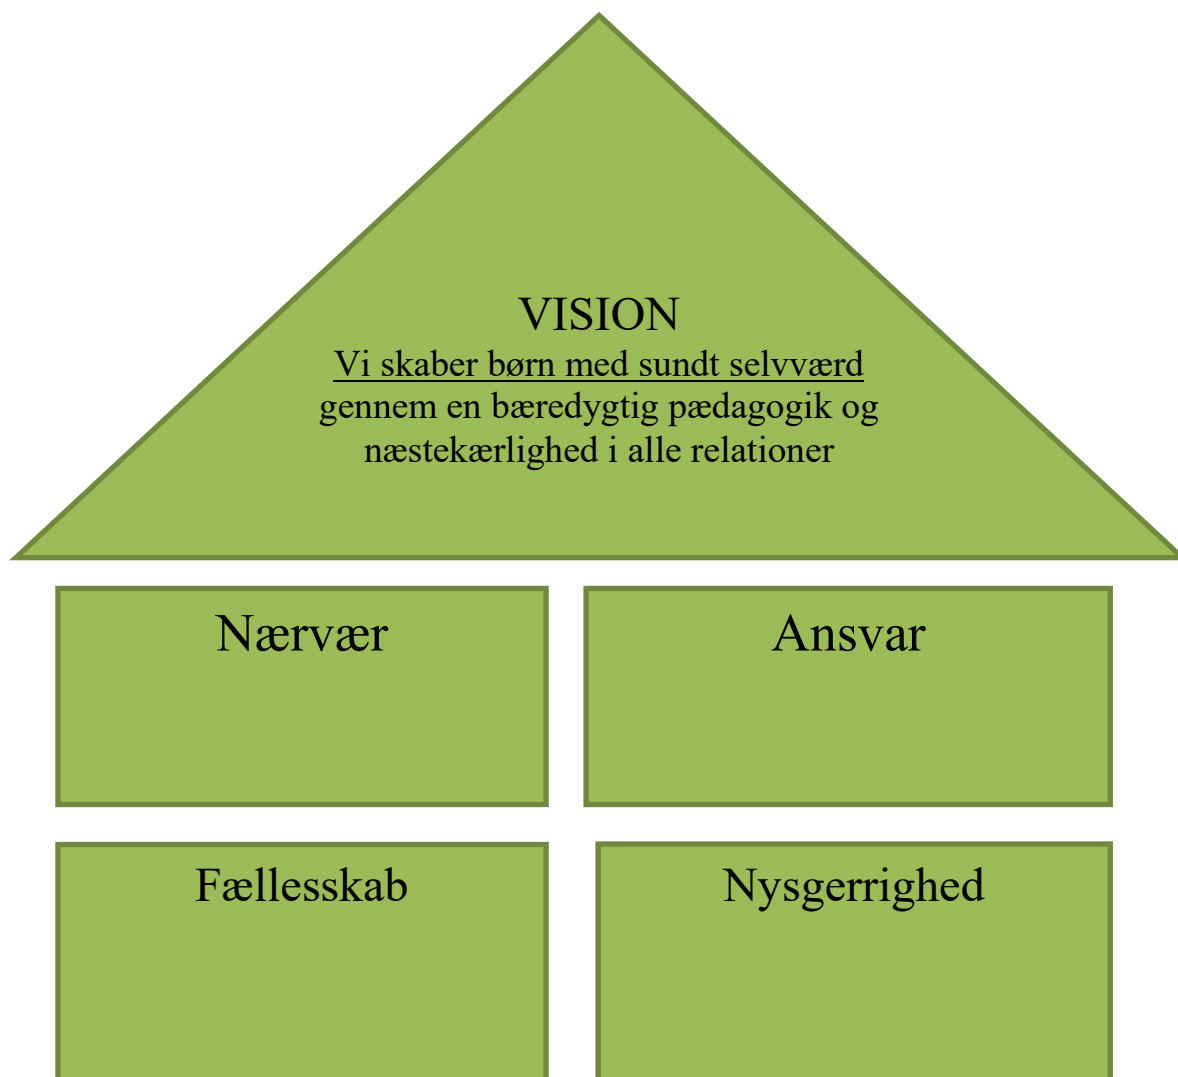 VISION
Vi skaber børn med sundt selvværd
gennem en bæredygtig pædagogik og
næstekærlighed i alle relationer
Nærvær
Ansvar
Fællesskab
Nysgerrighed